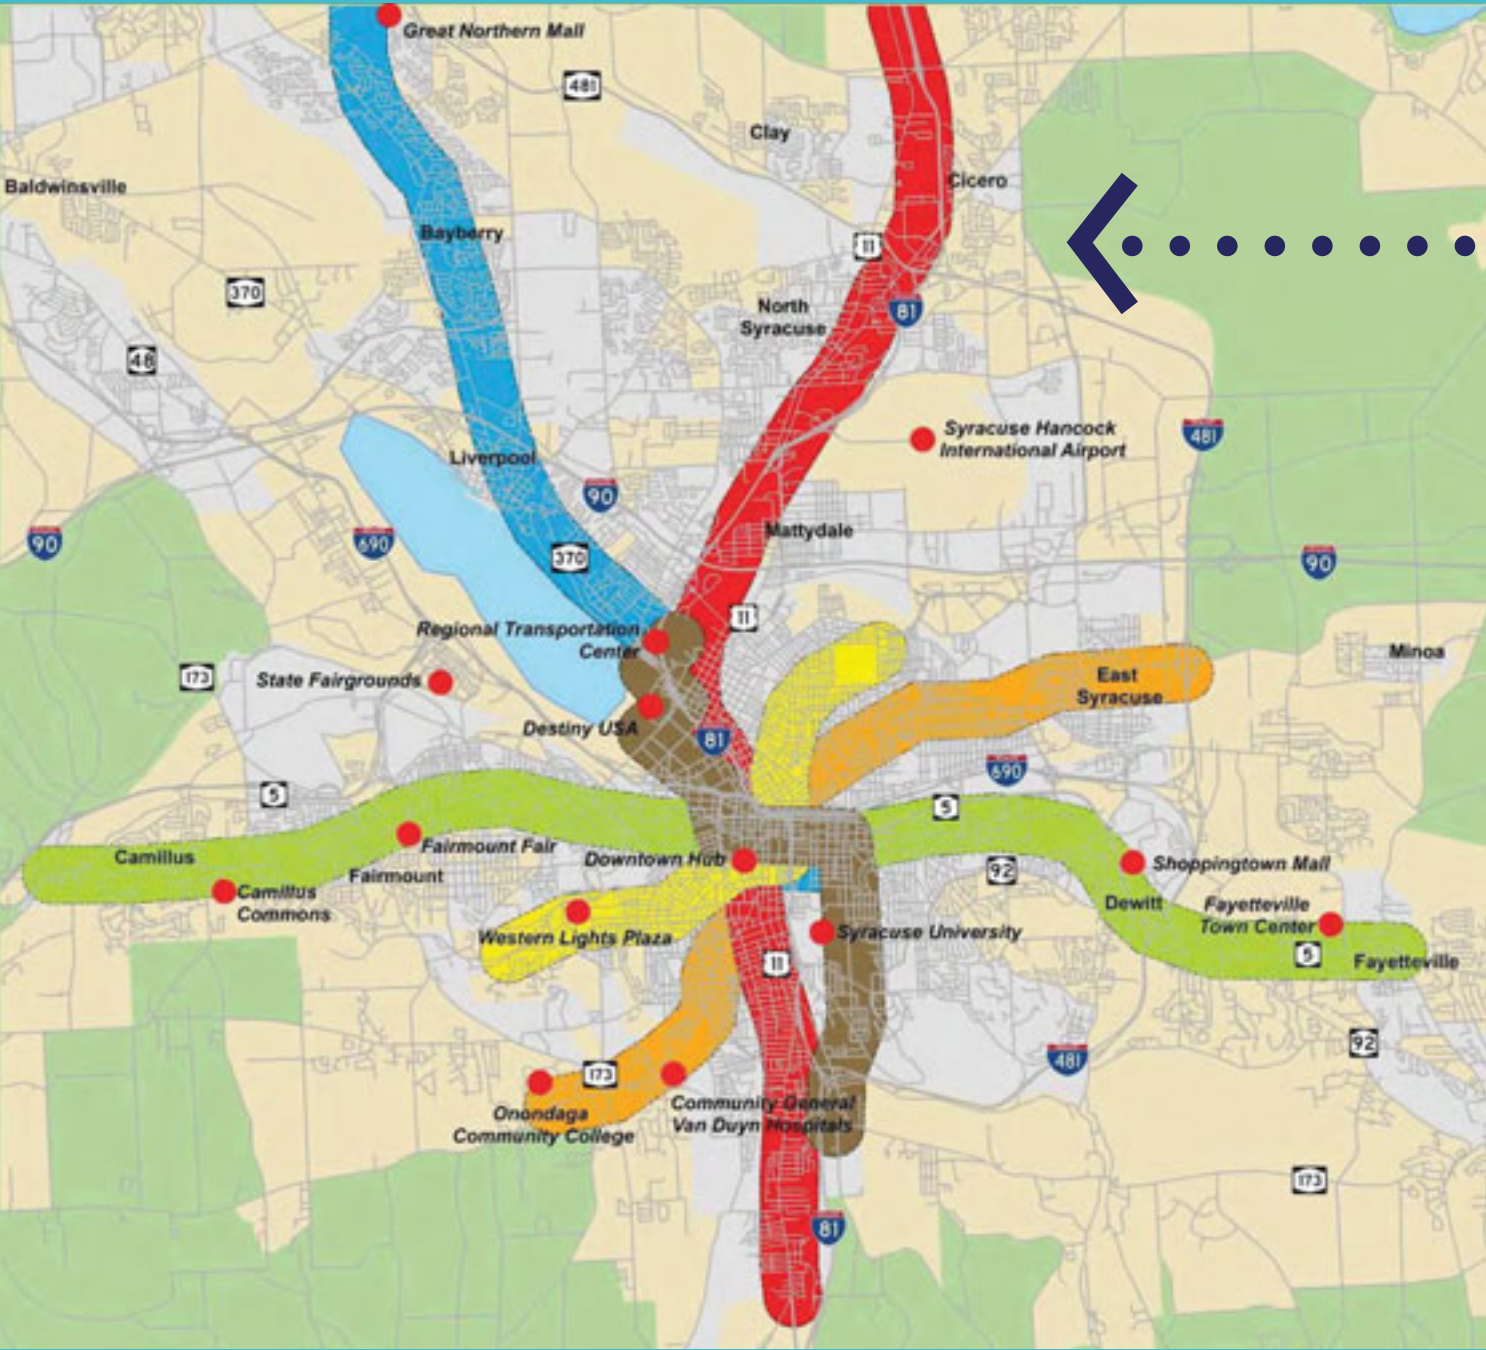 Great Northern Mall
481
Clay
Cicero
Baldwinsville
Bayberry
11
370
81
North
Syracuse
48
Syracuse Hancock
International Airport
481
Liverpool
90
90
690
370
Mattydale
90
11
Regional Transportation
Center
Minoa
173
State Fairgrounds
East
Syracuse
Destiny USA
81
690
5
5
Fairmount Fair
Downtown Hub
Camillus
Fairmount
92
Shoppingtown Mall
Camillus
Commons
Dewitt
Fayetteville
Town Center
Western Lights Plaza
Syracuse University
5
Fayetteville
11
92
481
173
Onondaga
Community College
Community General
Van Duyn Hospitals
173
81